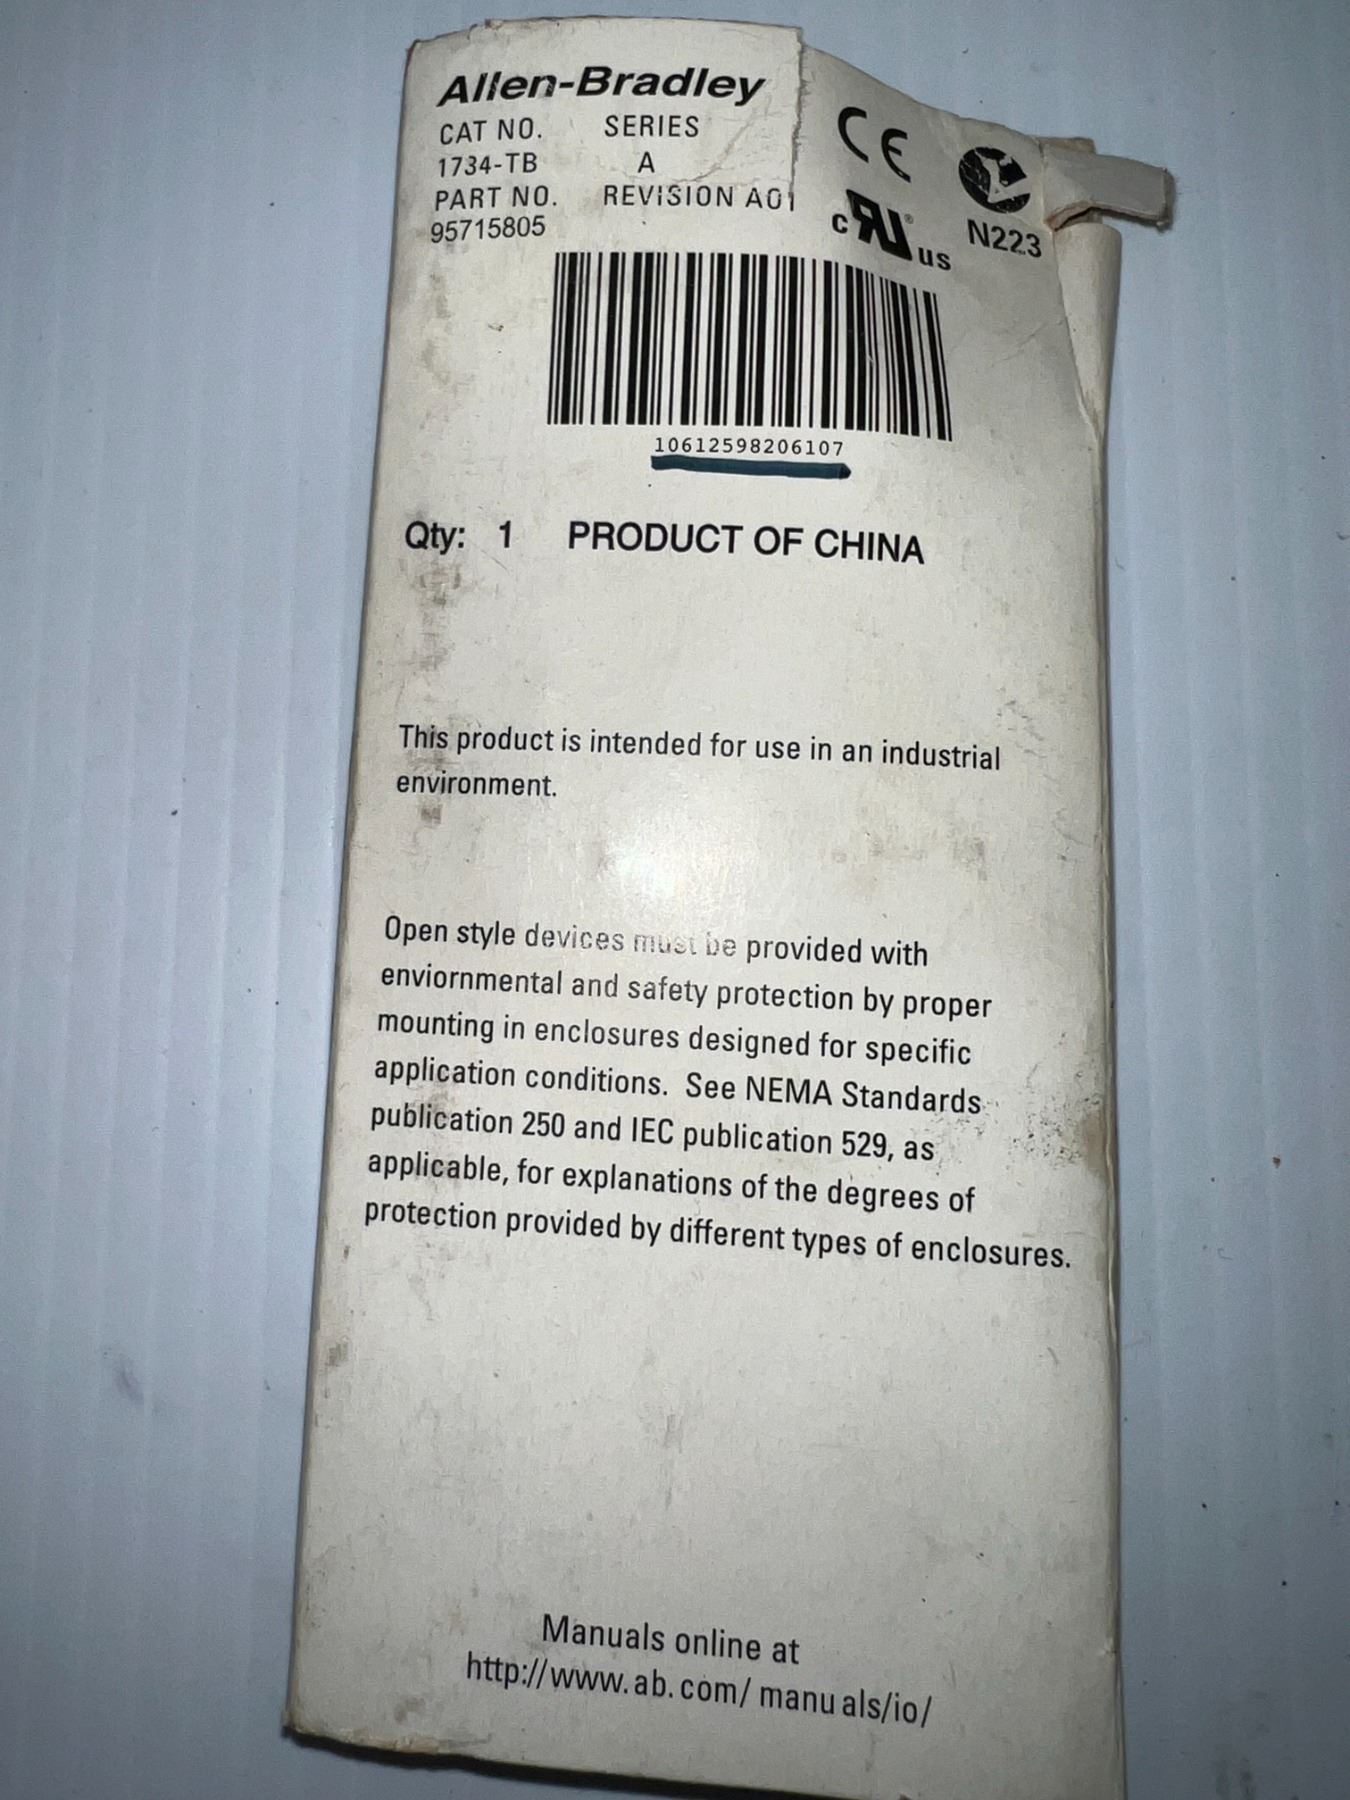 Allen-Bradley
CAT NO. SERIES
1734-TB A
PART NO. REVISION A01
95715805
CE
c RU ® us
N223
10612598206107
Qty: 1 PRODUCT OF CHINA
This product is intended for use in an industrial
environment.
Open style devices must be provided with
enviornmental and safety protection by proper
mounting in enclosures designed for specific
application conditions. See NEMA Standards
publication 250 and IEC publication 529, as
applicable, for explanations of the degrees of
protection provided by different types of enclosures.
Manuals online at
http://www.ab.com/manuals/io/